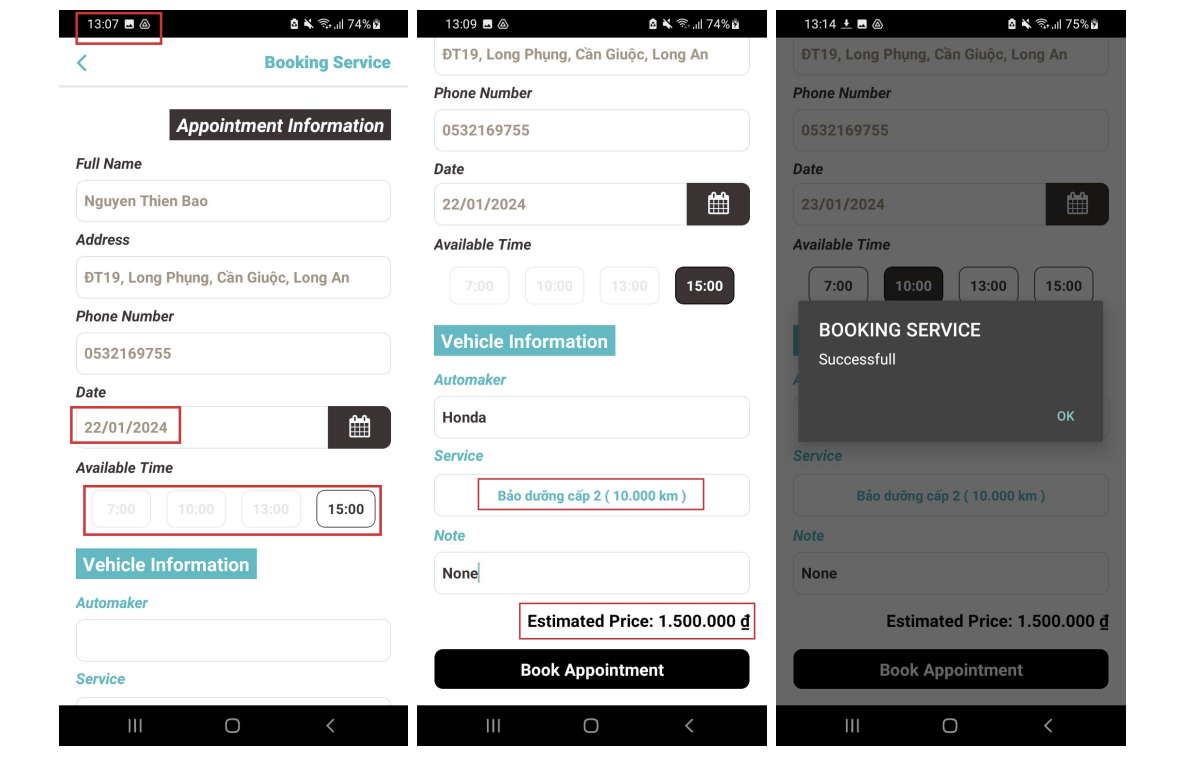 13:07
74%
Booking Service
Appointment Information
Full Name
Nguyen Thien Bao
Address
ĐT19, Long Phụng, Cần Giuộc, Long An
Phone Number
0532169755
Date
22/01/2024
Available Time
7:00 10:00 13:00 15:00
Vehicle Information
Automaker
Service
13:09
74%
ĐT19, Long Phụng, Cần Giuộc, Long An
Phone Number
0532169755
Date
22/01/2024
Available Time
7:00 10:00 13:00 15:00
Vehicle Information
Automaker
Honda
Service
Bảo dưỡng cấp 2 ( 10.000 km )
Note
None
Estimated Price: 1.500.000 ₫
Book Appointment
13:14
75%
ĐT19, Long Phụng, Cần Giuộc, Long An
Phone Number
0532169755
Date
23/01/2024
Available Time
7:00 10:00 13:00 15:00
BOOKING SERVICE
Successfull
OK
Service
Bảo dưỡng cấp 2 ( 10.000 km )
Note
None
Estimated Price: 1.500.000 ₫
Book Appointment